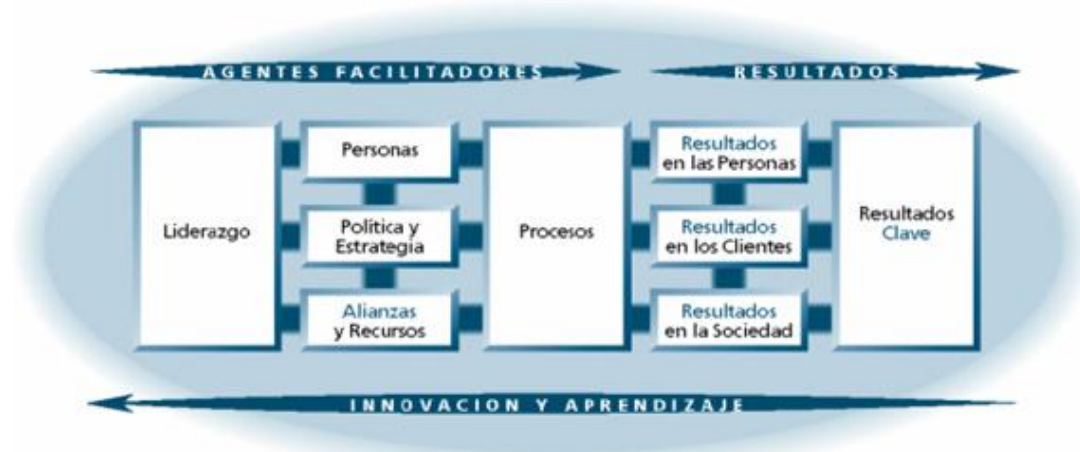 AGENTES FACILITADORES
RESULTADOS
Liderazgo
Personas
Política y
Estrategia
Alianzas
y Recursos
Procesos
Resultados
en las Personas
Resultados
en los Clientes
Resultados
en la Sociedad
Resultados
Clave
INNOVACION Y APRENDIZAJE